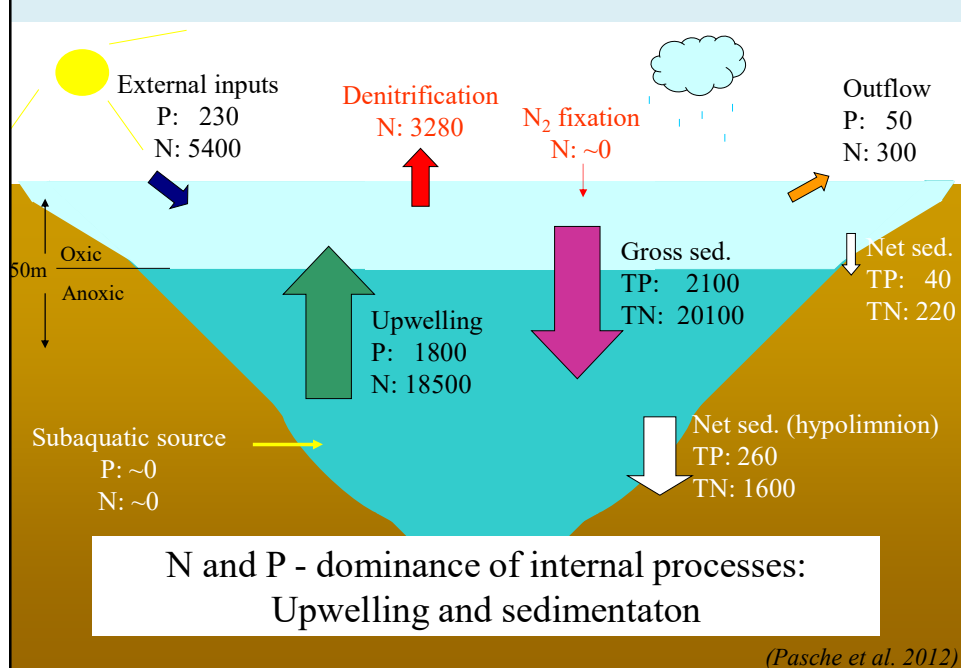 External inputs
P: 230
N: 5400
Denitrification
N: 3280
N₂ fixation
N: ~0
Outflow
P: 50
N: 300
50m
Oxic
Anoxic
Upwelling
P: 1800
N: 18500
Gross sed.
TP: 2100
TN: 20100
Net sed.
TP: 40
TN: 220
Subaquatic source
P: ~0
N: ~0
Net sed. (hypolimnion)
TP: 260
TN: 1600
N and P - dominance of internal processes:
Upwelling and sedimentaton
(Pasche et al. 2012)